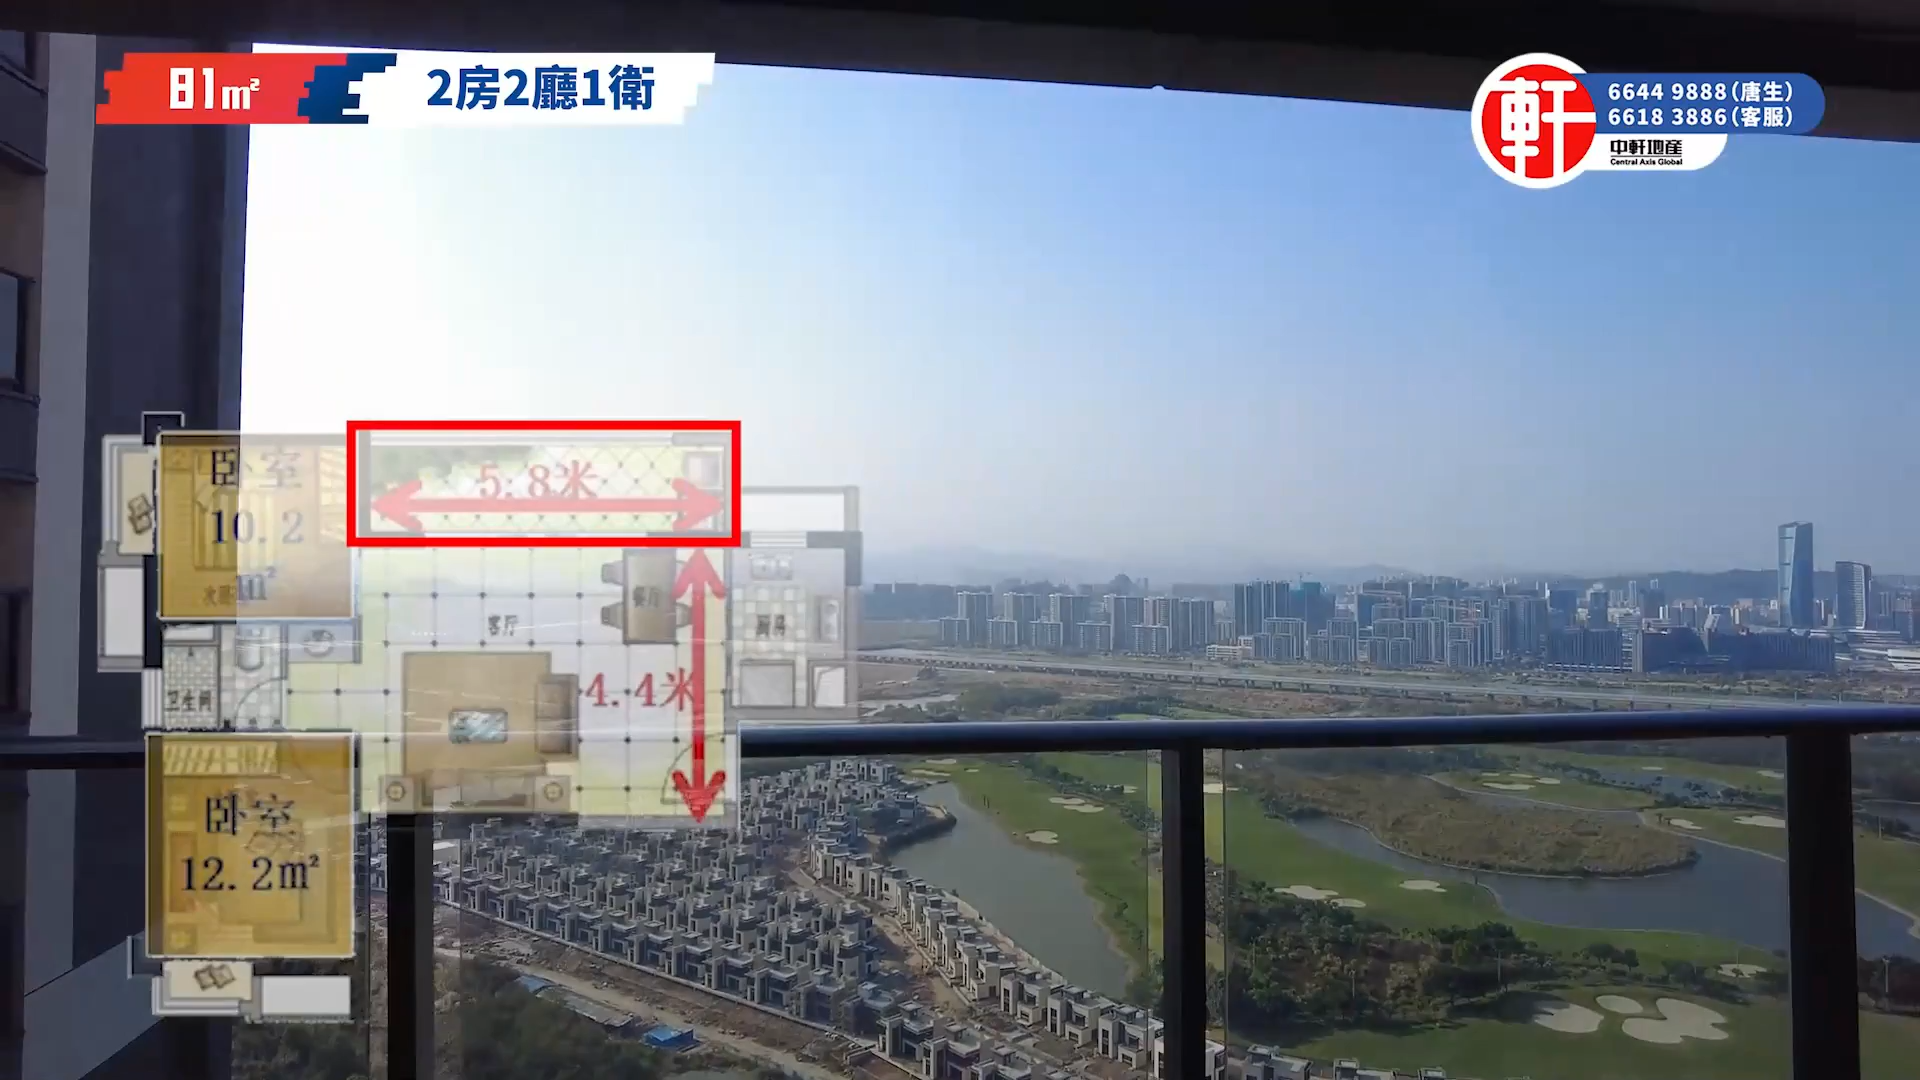 81m²
2房2廳1衛
軒
6644 9888(唐生)
6618 3886(客服)
中軒地産
Central Axis Global
卧室
10.2
m²
次卧
5.8米
客厅
餐厅
厨房
4.4米
卫生间
卧室
12.2m²